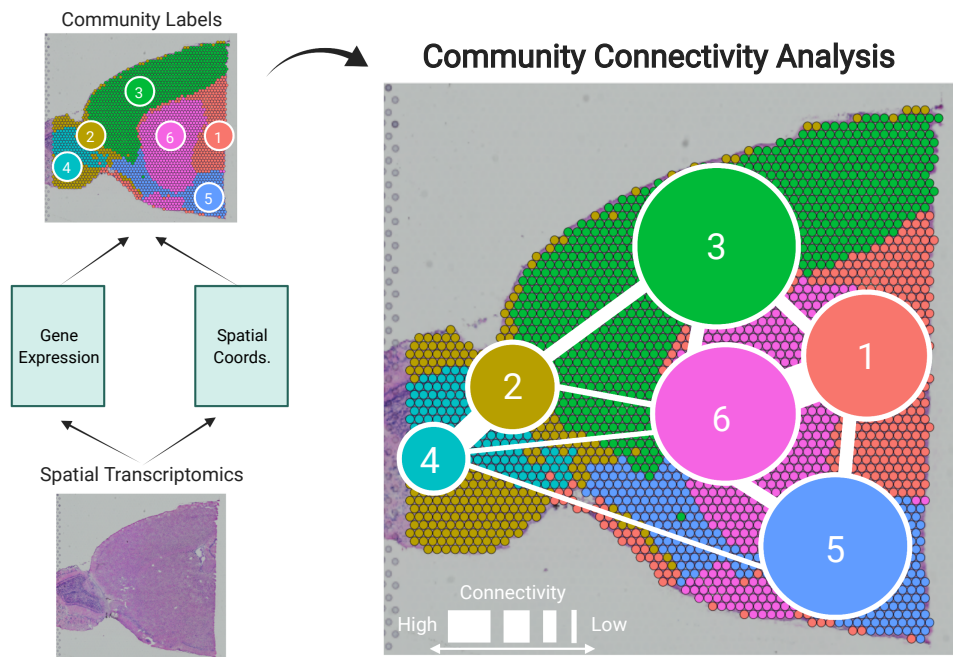 Community Labels
3
2
6
1
4
5
Gene
Expression
Spatial
Coords.
Spatial Transcriptomics
Community Connectivity Analysis
3
1
2
6
4
5
Connectivity
High
Low